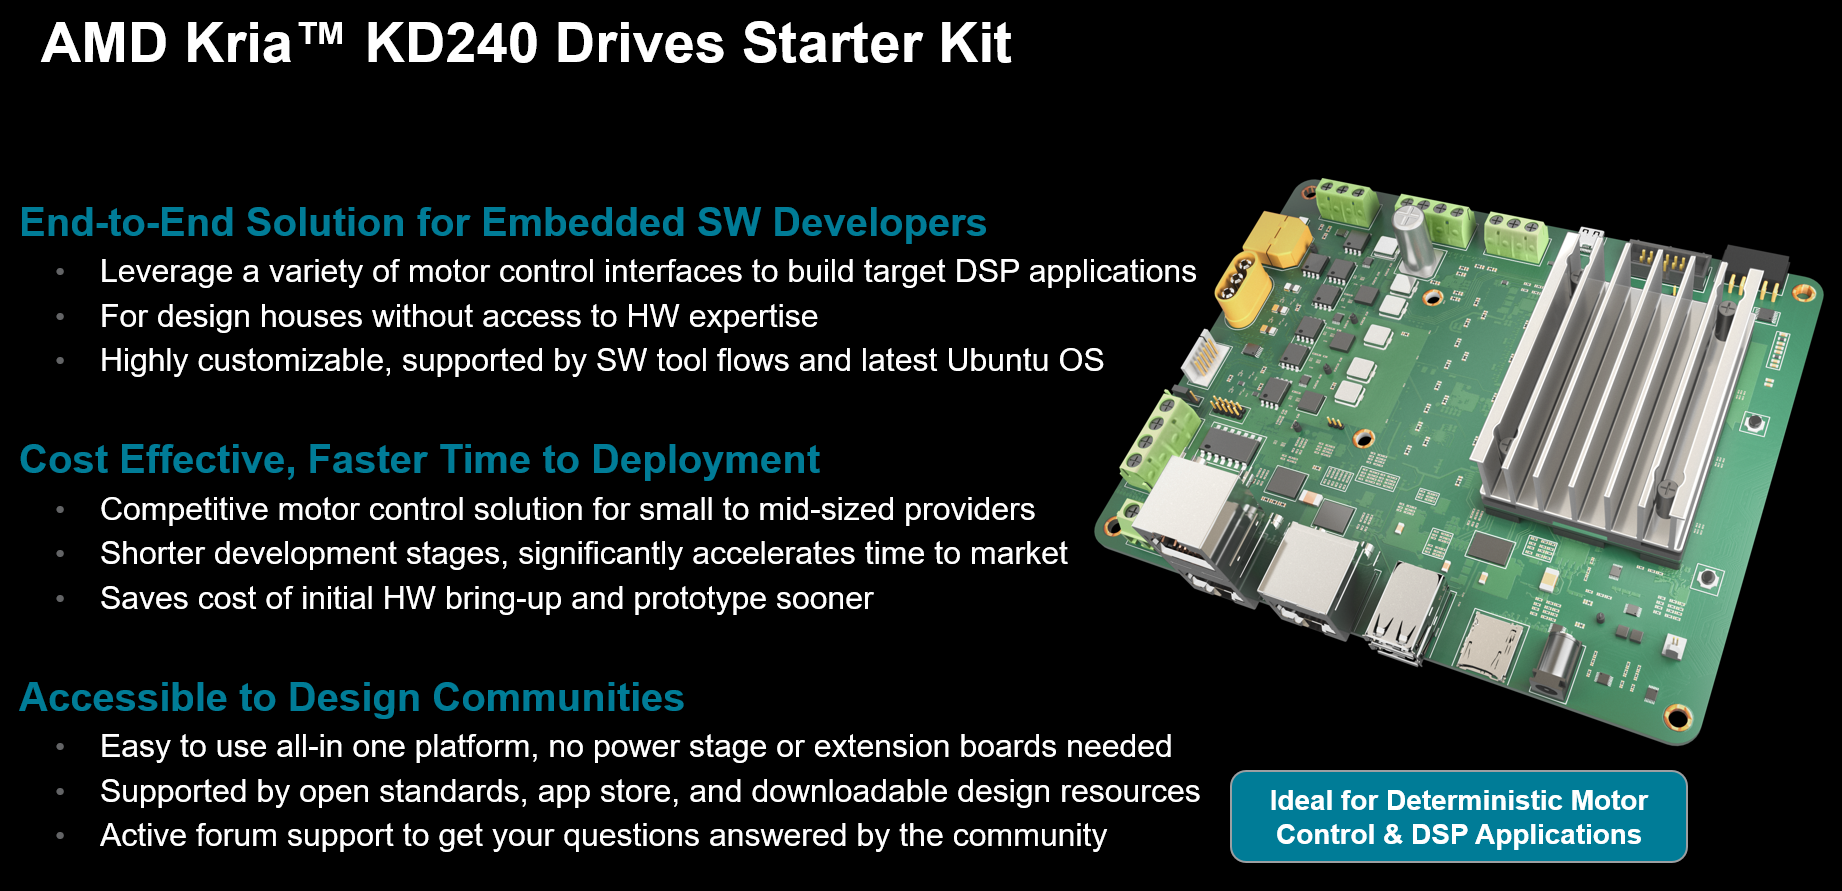 AMD Kria™ KD240 Drives Starter Kit
End-to-End Solution for Embedded SW Developers
• Leverage a variety of motor control interfaces to build target DSP applications
• For design houses without access to HW expertise
• Highly customizable, supported by SW tool flows and latest Ubuntu OS
Cost Effective, Faster Time to Deployment
• Competitive motor control solution for small to mid-sized providers
• Shorter development stages, significantly accelerates time to market
• Saves cost of initial HW bring-up and prototype sooner
Accessible to Design Communities
• Easy to use all-in one platform, no power stage or extension boards needed
• Supported by open standards, app store, and downloadable design resources
• Active forum support to get your questions answered by the community
Ideal for Deterministic Motor
Control & DSP Applications